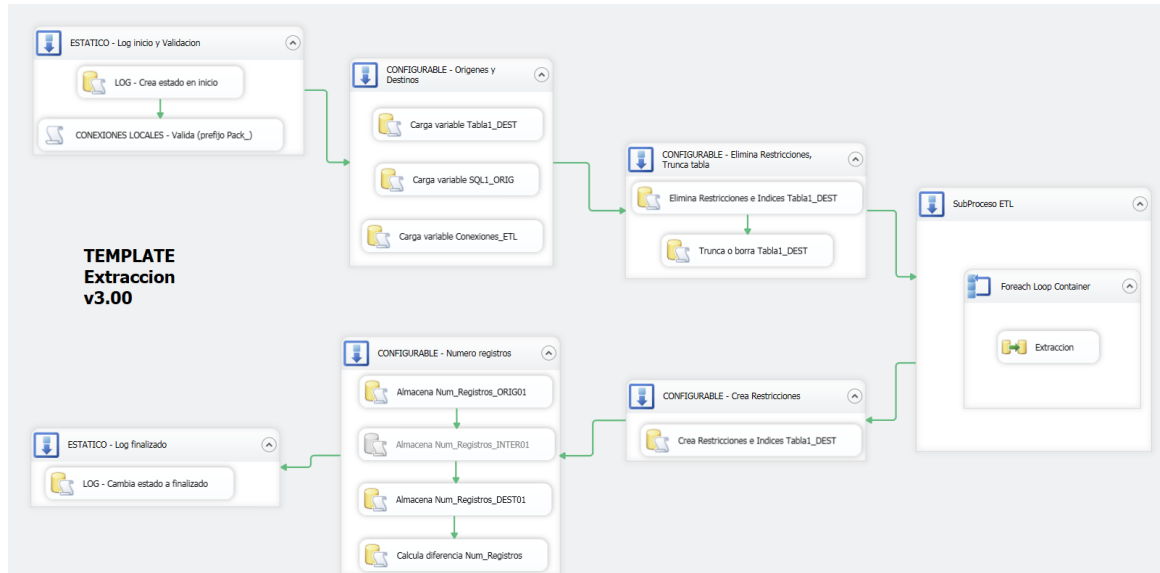 ESTATICO - Log inicio y Validacion
LOG - Crea estado en inicio
CONEXIONES LOCALES - Valida (prefijo Pack_)
CONFIGURABLE - Origenes y
Destinos
Carga variable Tabla1_DEST
Carga variable SQL1_ORIG
Carga variable Conexiones_ETL
CONFIGURABLE - Elimina Restricciones,
Trunca tabla
Elimina Restricciones e Indices Tabla1_DEST
Trunca o borra Tabla1_DEST
SubProceso ETL
Foreach Loop Container
Extraccion
TEMPLATE
Extraccion
v3.00
CONFIGURABLE - Crea Restricciones
Crea Restricciones e Indices Tabla1_DEST
CONFIGURABLE - Numero registros
Almacena Num_Registros_ORIG01
Almacena Num_Registros_INTER01
Almacena Num_Registros_DEST01
Calcula diferencia Num_Registros
ESTATICO - Log finalizado
LOG - Cambia estado a finalizado